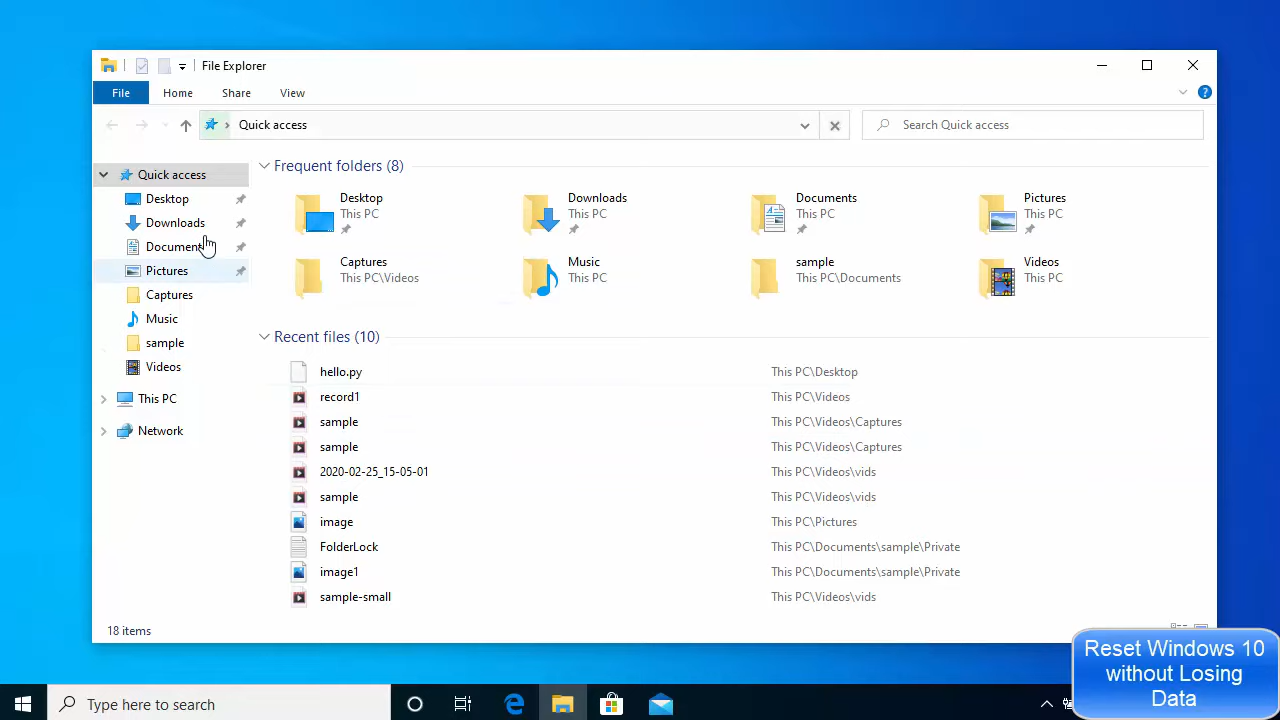 File Explorer
File Home Share View
Quick access
Search Quick access
Quick access
Desktop
Downloads
Documents
Pictures
Captures
Music
sample
Videos
This PC
Network
Frequent folders (8)
Desktop
This PC
Downloads
This PC
Documents
This PC
Pictures
This PC
Captures
This PC\Videos
Music
This PC
sample
This PC\Documents
Videos
This PC
Recent files (10)
hello.py This PC\Desktop
record1 This PC\Videos
sample This PC\Videos\Captures
sample This PC\Videos\Captures
2020-02-25_15-05-01 This PC\Videos\vids
sample This PC\Videos\vids
image This PC\Pictures
FolderLock This PC\Documents\sample\Private
image1 This PC\Documents\sample\Private
sample-small This PC\Videos\vids
18 items
Reset Windows 10
without Losing
Data
Type here to search